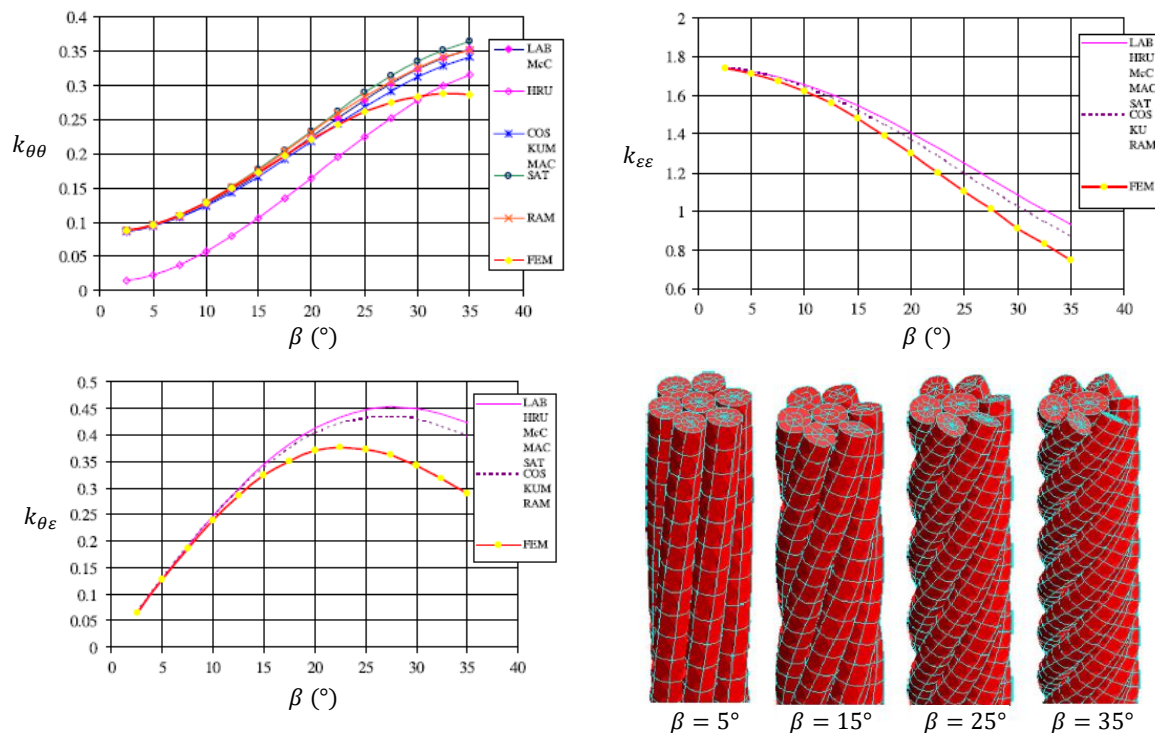 0.4
0.35
0.3
0.25
0.2
0.15
0.1
0.05
0
k_θθ
0 5 10 15 20 25 30 35 40
β (°)
LAB
McC
HRU
COS
KUM
MAC
SAT
RAM
FEM
2
1.8
1.6
1.4
1.2
1
0.8
0.6
k_εε
0 5 10 15 20 25 30 35 40
β (°)
LAB
HRU
McC
MAC
SAT
COS
KU
RAM
FEM
0.5
0.45
0.4
0.35
0.3
0.25
0.2
0.15
0.1
0.05
0
k_θε
0 5 10 15 20 25 30 35 40
β (°)
LAB
HRU
McC
MAC
SAT
COS
KUM
RAM
FEM
β = 5° β = 15° β = 25° β = 35°